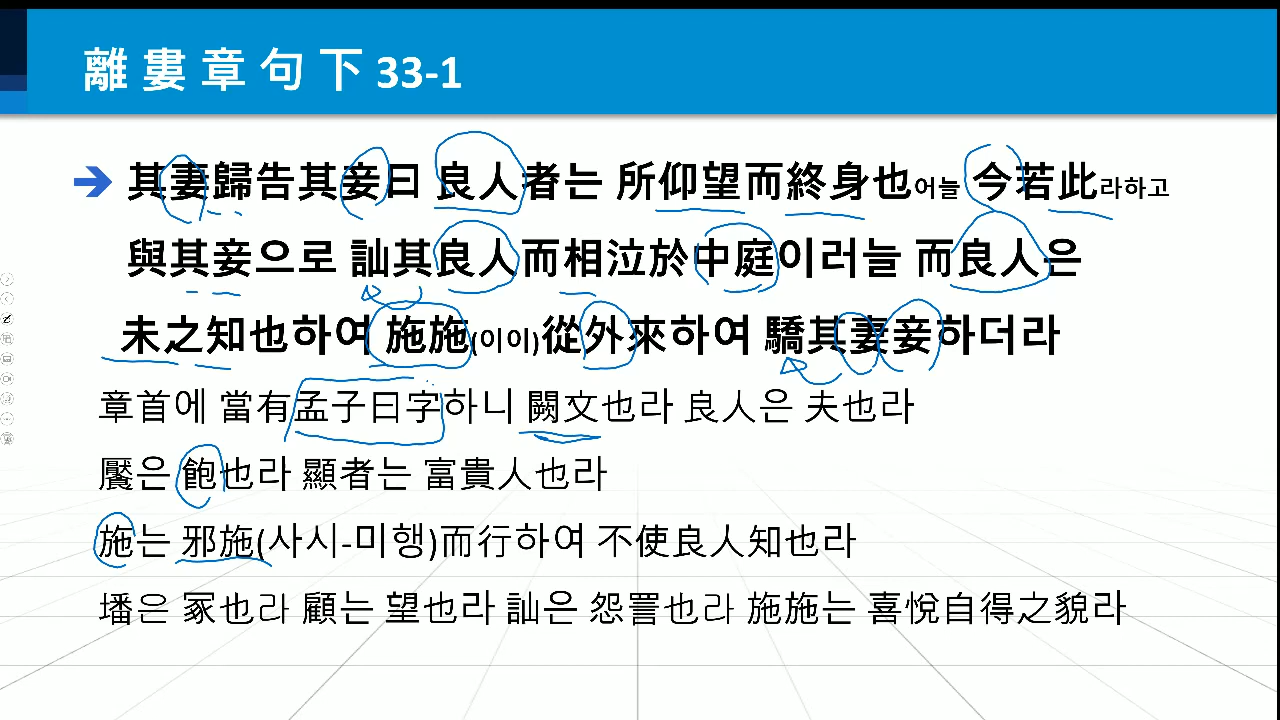 離婁章句下 33-1
其妻歸告其妾曰 良人者는 所仰望而終身也어늘 今若此라하고
與其妾으로 訕其良人而相泣於中庭이러늘 而良人은
未之知也하여 施施(이이)從外來하여 驕其妻妾하더라
章首에 當有孟子曰字하니 闕文也라 良人은 夫也라
饜은 飽也라 顯者는 富貴人也라
施는 邪施(사시-미행)而行하여 不使良人知也라
墦은 冢也라 顧는 望也라 訕은 怨詈也라 施施는 喜悅自得之貌라